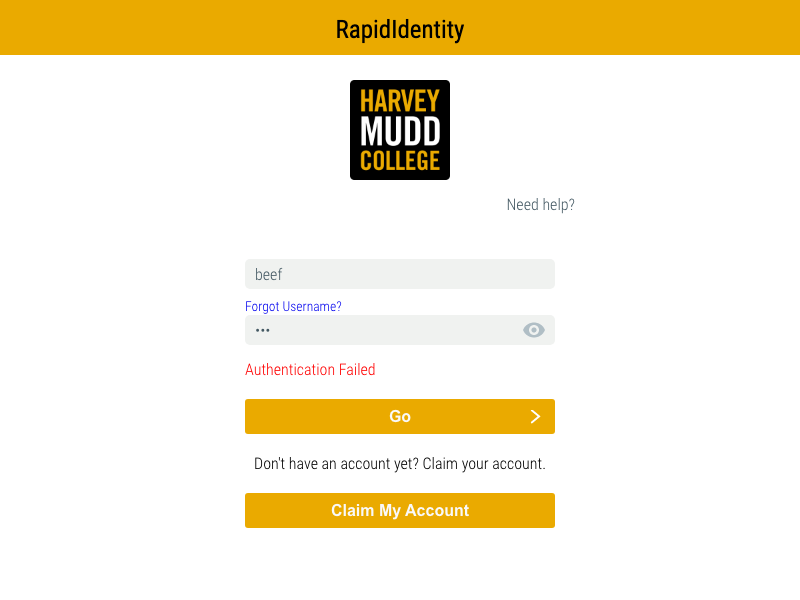 RapidIdentity
HARVEY
MUDD
COLLEGE
Need help?
beef
Forgot Username?
•••
Authentication Failed
Go
Don't have an account yet? Claim your account.
Claim My Account